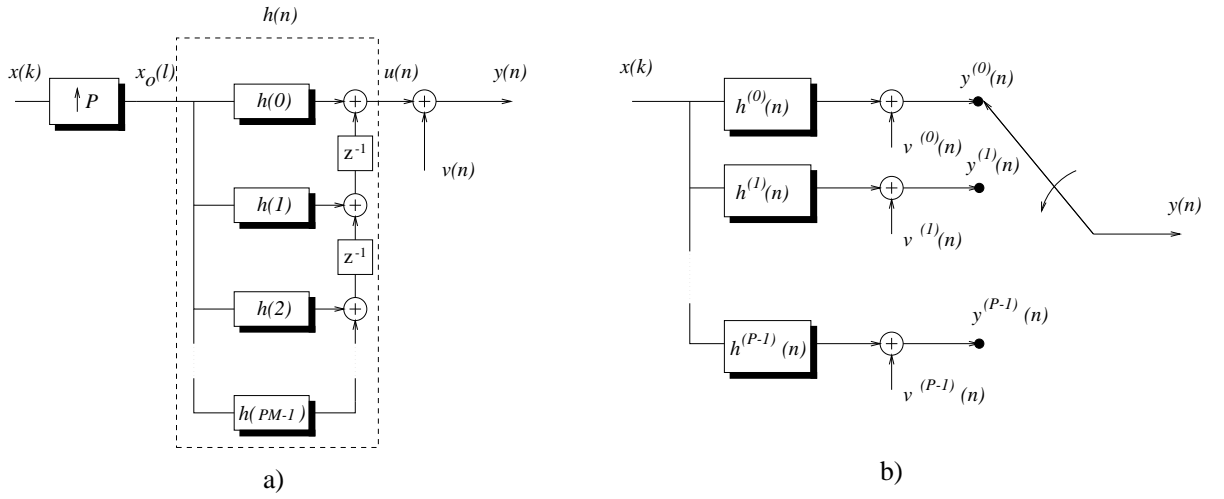 h(n)
x(k)
x_o(l)
u(n)
y(n)
↑ P
h(0)
z⁻¹
v(n)
h(1)
z⁻¹
h(2)
h(PM-1)
a)
x(k)
h⁽⁰⁾(n)
y⁽⁰⁾(n)
v⁽⁰⁾(n)
y⁽¹⁾(n)
h⁽¹⁾(n)
v⁽¹⁾(n)
y(n)
y⁽ᴾ⁻¹⁾(n)
h⁽ᴾ⁻¹⁾(n)
v⁽ᴾ⁻¹⁾(n)
b)